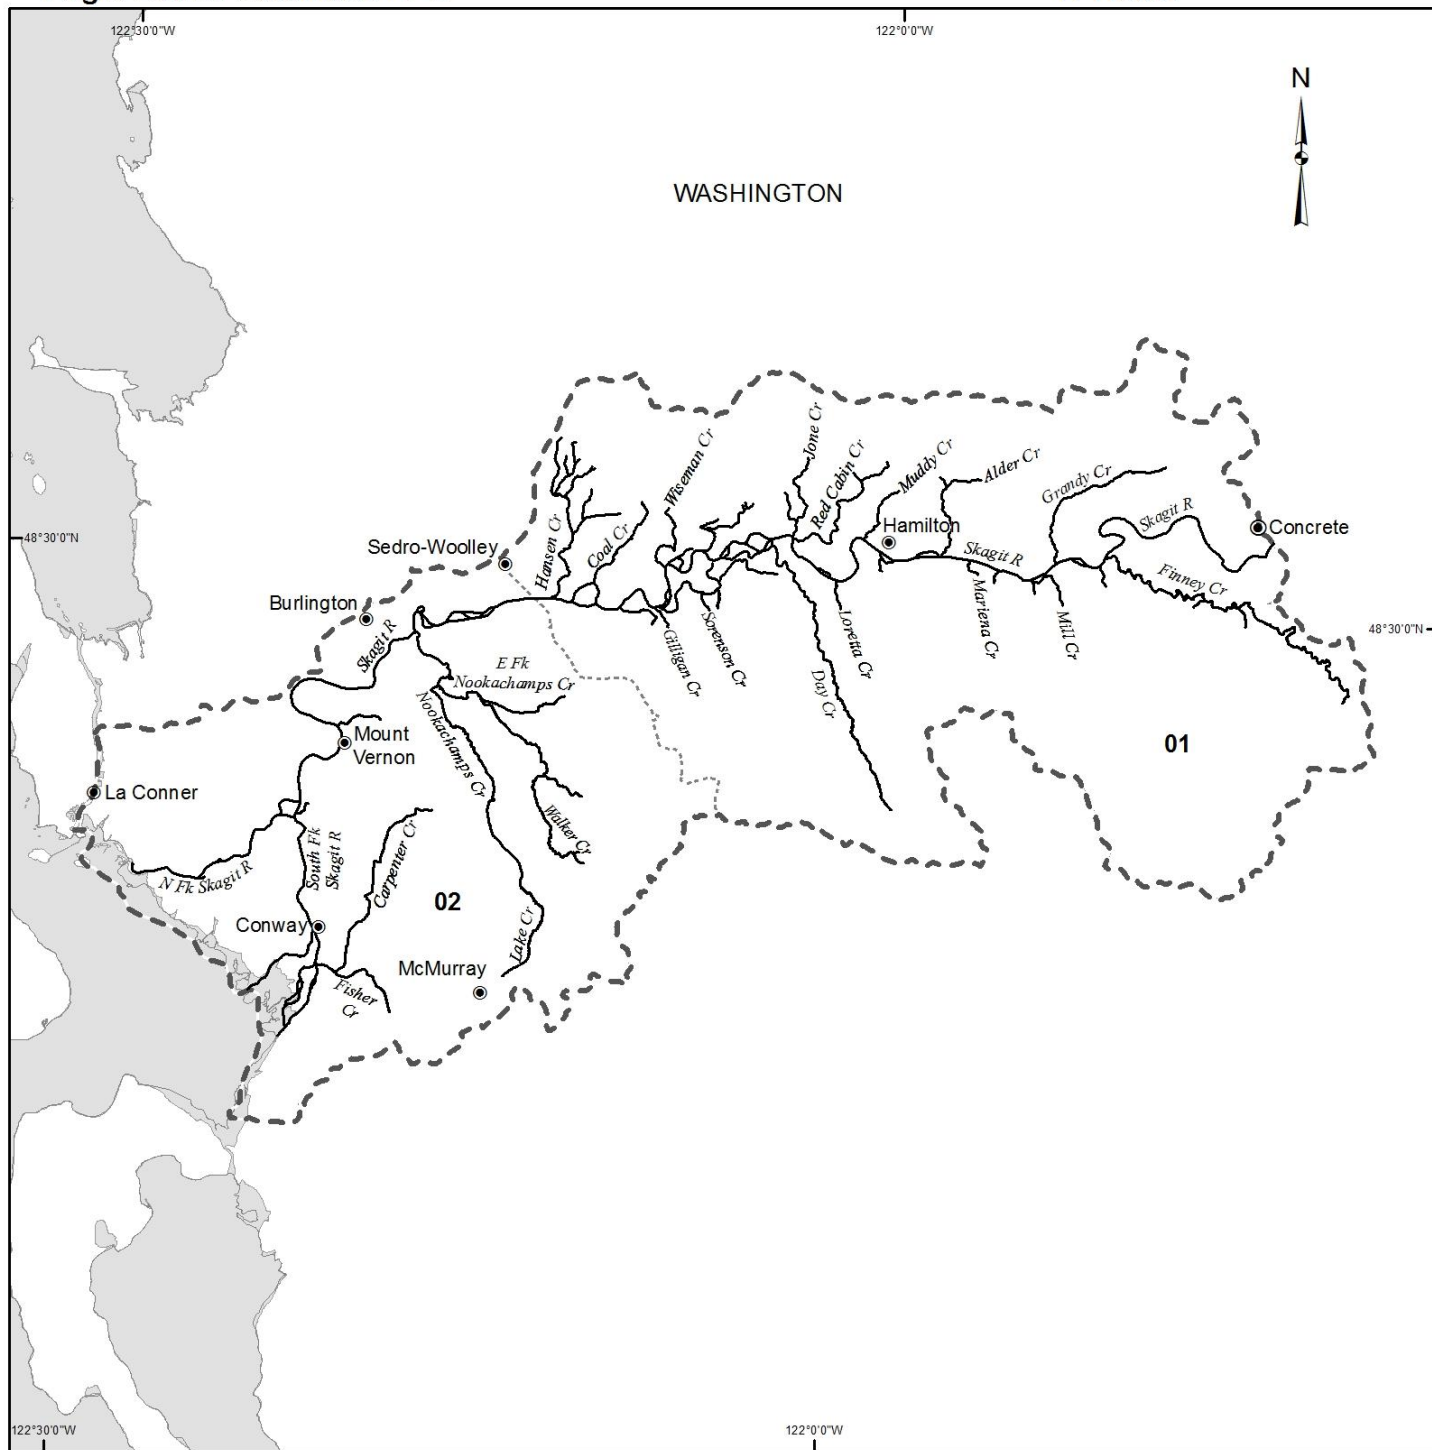 122°30'0"W
122°0'0"W
N
WASHINGTON
Jone Cr
Wiseman Cr
Red Cabin Cr
Muddy Cr
Alder Cr
Grandy Cr
Skagit R
Concrete
48°30'0"N
Hansen Cr
Coal Cr
Hamilton
Sedro-Woolley
Skagit R
Finney Cr
Burlington
Skagit R
Mariena Cr
Mill Cr
48°30'0"N
Gilligan Cr
Sorenson Cr
Loretta Cr
E Fk
Nookachamps Cr
Day Cr
Nookachamps Cr
Mount
Vernon
01
La Conner
Walker Cr
South Fk
Skagit R
Carpenter Cr
N Fk Skagit R
02
Conway
Lake Cr
McMurray
Fisher
Cr
122°30'0"W
122°0'0"W